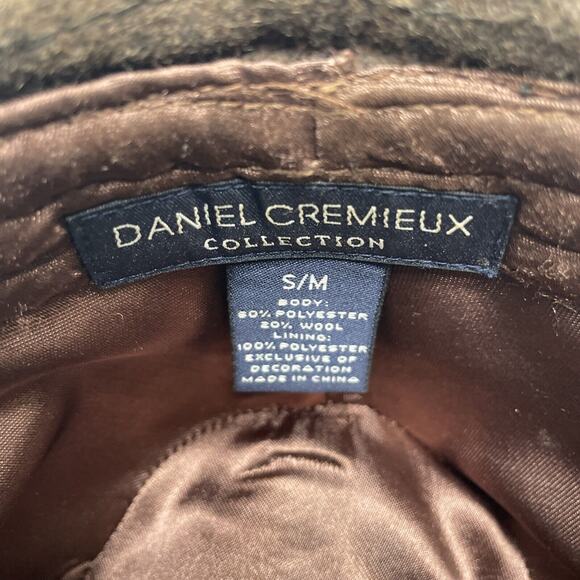 DANIEL CREMIEUX
COLLECTION
S/M
BODY:
80% POLYESTER
20% WOOL
LINING:
100% POLYESTER
EXCLUSIVE OF
DECORATION
MADE IN CHINA